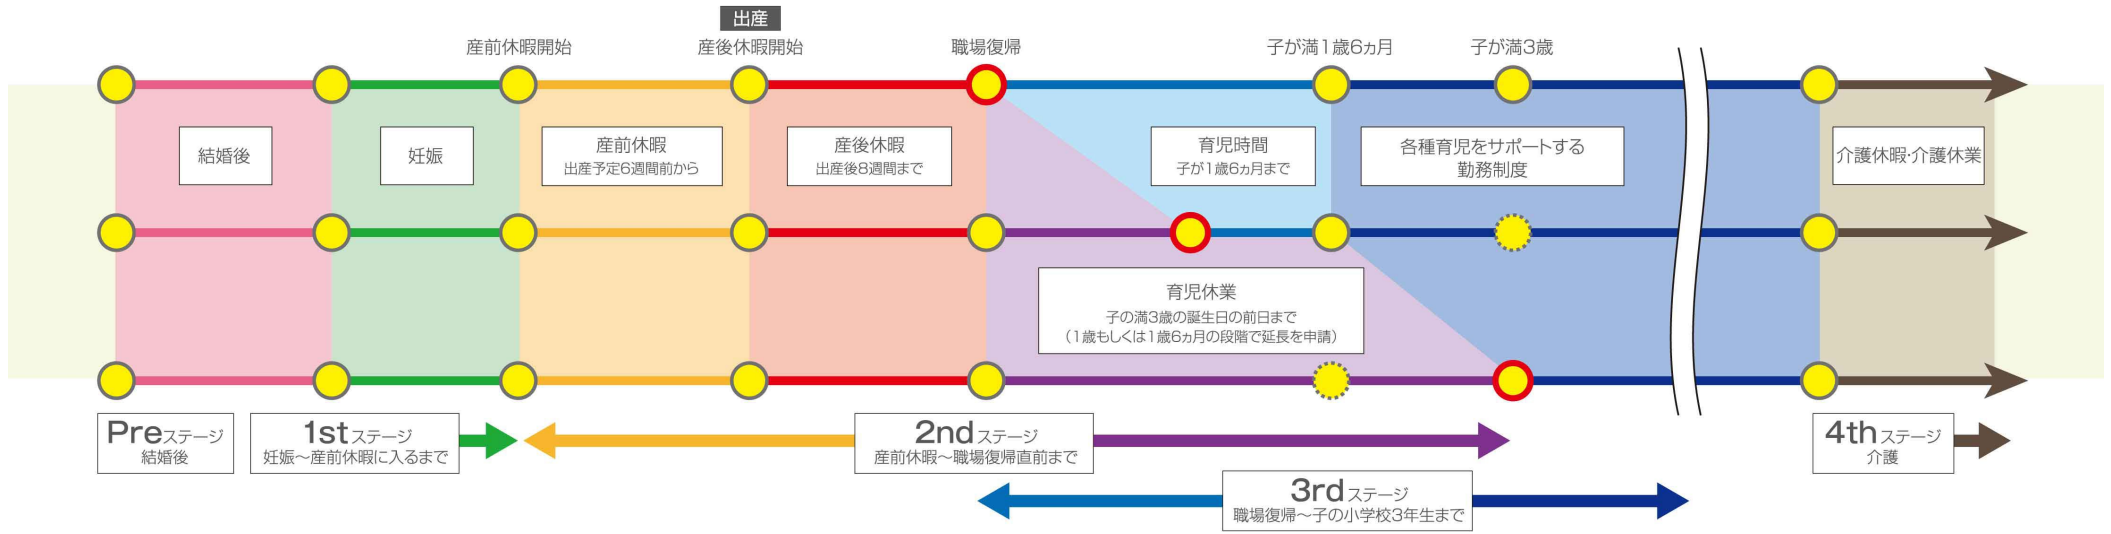 出産
産前休暇開始
産後休暇開始
職場復帰
子が満1歳6ヵ月
子が満3歳
結婚後
妊娠
産前休暇
出産予定6週間前から
産後休暇
出産後8週間まで
育児時間
子が1歳6ヵ月まで
各種育児をサポートする
勤務制度
介護休暇・介護休業
育児休業
子の満3歳の誕生日の前日まで
(1歳もしくは1歳6ヵ月の段階で延長を申請)
Preステージ
結婚後
1stステージ
妊娠～産前休暇に入るまで
2ndステージ
産前休暇～職場復帰直前まで
3rdステージ
職場復帰～子の小学校3年生まで
4thステージ
介護